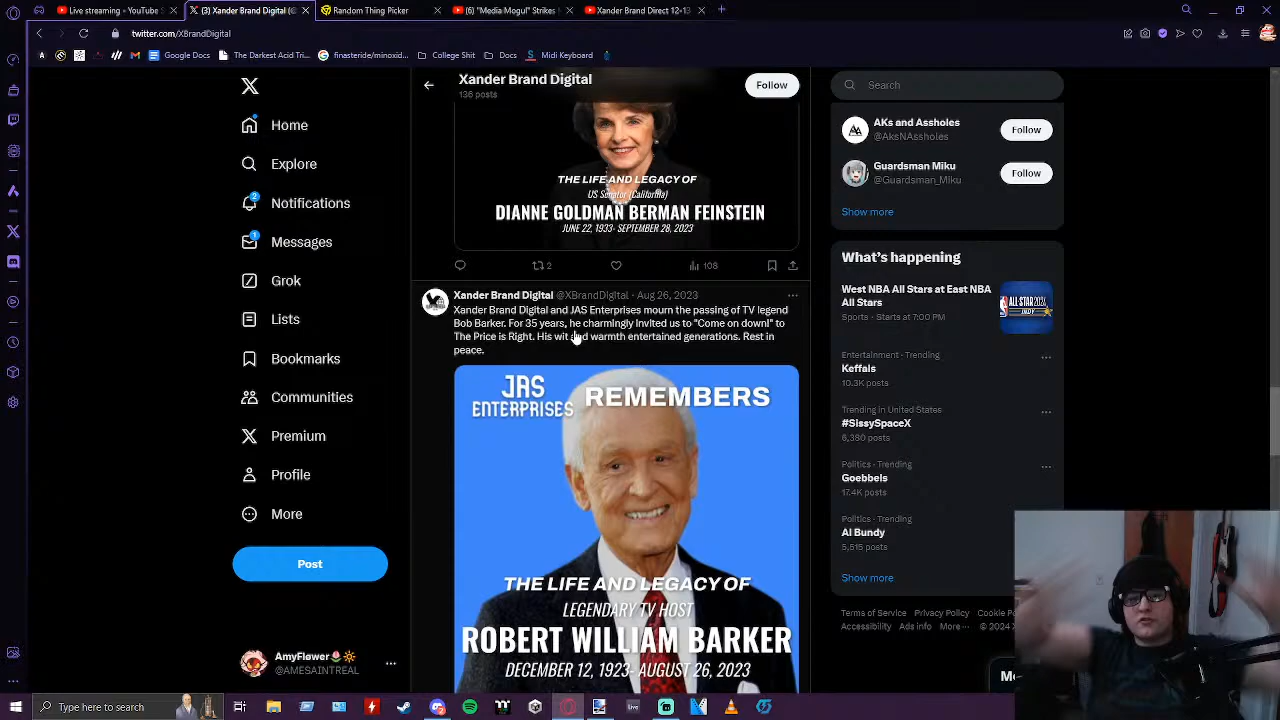 Live streaming - YouTube S
(3) Xander Brand Digital (@
Random Thing Picker
(6) "Media Mogul" Strikes
Xander Brand Direct 12-13
twitter.com/XBrandDigital
Google Docs
The Darkest Acid Tri...
finasteride/minoxid...
College Shit
Docs
Midi Keyboard
Xander Brand Digital
136 posts
Follow
Search
Home
Explore
2
Notifications
1
Messages
Grok
Lists
Bookmarks
Communities
Premium
Profile
More
Post
AmyFlower
@AMESAINTREAL
THE LIFE AND LEGACY OF
US Senator (California)
DIANNE GOLDMAN BERMAN FEINSTEIN
JUNE 22, 1933- SEPTEMBER 28, 2023
2
108
Xander Brand Digital @XBrandDigital · Aug 26, 2023
Xander Brand Digital and JAS Enterprises mourn the passing of TV legend
Bob Barker. For 35 years, he charmingly invited us to "Come on down!" to
The Price is Right. His wit and warmth entertained generations. Rest in
peace.
JAS
ENTERPRISES
REMEMBERS
THE LIFE AND LEGACY OF
LEGENDARY TV HOST
ROBERT WILLIAM BARKER
DECEMBER 12, 1923- AUGUST 26, 2023
AKs and Assholes
@AksNAssholes
Follow
Guardsman Miku
@Guardsman_Miku
Follow
Show more
What's happening
West NBA All Stars at East NBA
All Stars
Sports · Starts at 7:00 PM
Entertainment · Trending
Keffals
10.3K posts
Trending in United States
#SissySpaceX
6,380 posts
Politics · Trending
Goebbels
17.4K posts
Politics · Trending
Al Bundy
5,515 posts
Show more
Terms of Service Privacy Policy Cookie Po
Accessibility Ads info More ··· © 2024 X
Me
Type here to search
Live